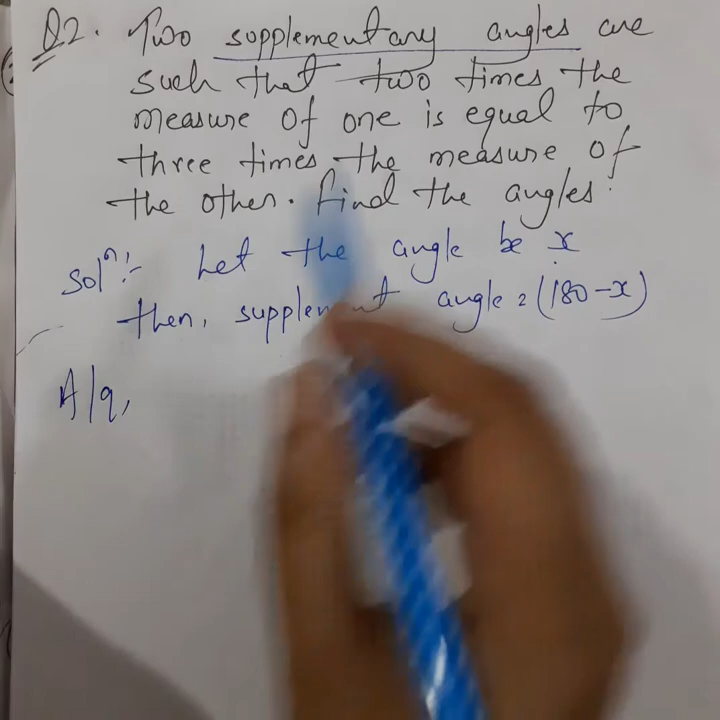 Q2. Two supplementary angles are
such that two times the
measure of one is equal to
three times the measure of
the other. find the angles.
Solⁿ:- Let the angle be x
then, supplement angle = (180-x)
A/q,